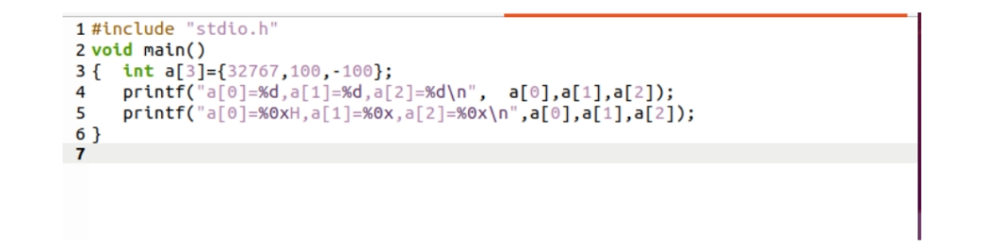 1 #include "stdio.h"
2 void main()
3 {  int a[3]={32767,100,-100};
4    printf("a[0]=%d,a[1]=%d,a[2]=%d\n",  a[0],a[1],a[2]);
5    printf("a[0]=%0xH,a[1]=%0x,a[2]=%0x\n",a[0],a[1],a[2]);
6 }
7